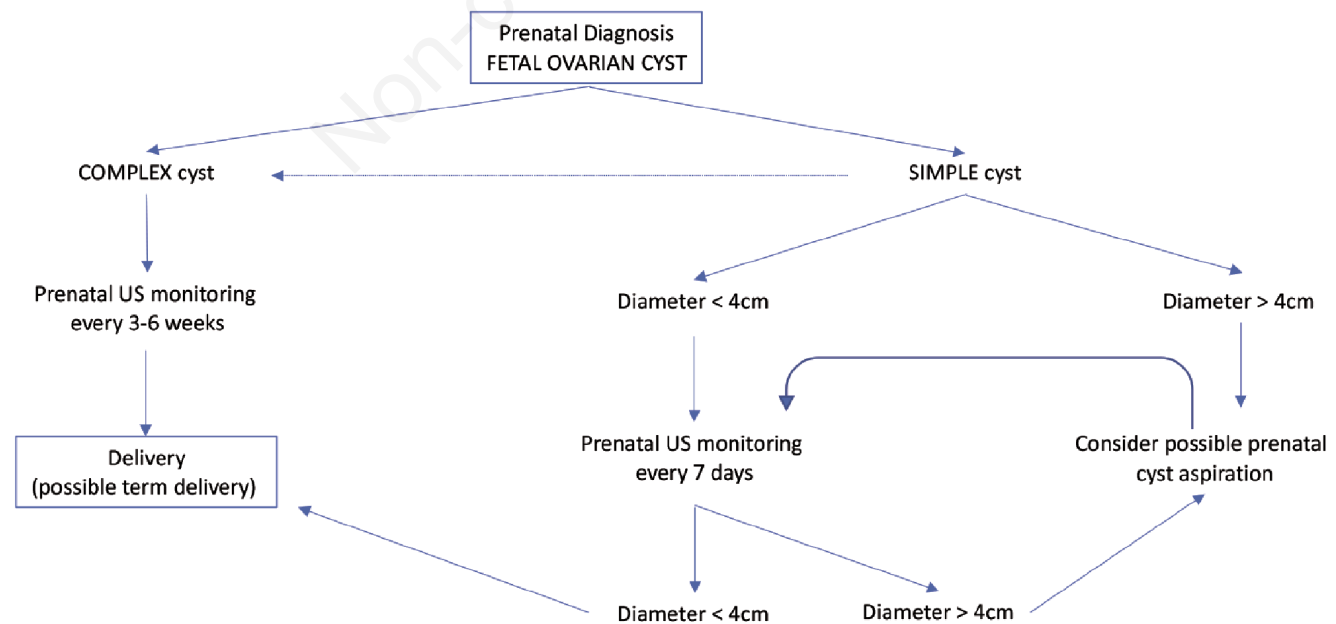 Prenatal Diagnosis
FETAL OVARIAN CYST
COMPLEX cyst
SIMPLE cyst
Prenatal US monitoring
every 3-6 weeks
Diameter < 4cm
Diameter > 4cm
Delivery
(possible term delivery)
Prenatal US monitoring
every 7 days
Consider possible prenatal
cyst aspiration
Diameter < 4cm
Diameter > 4cm
Non-